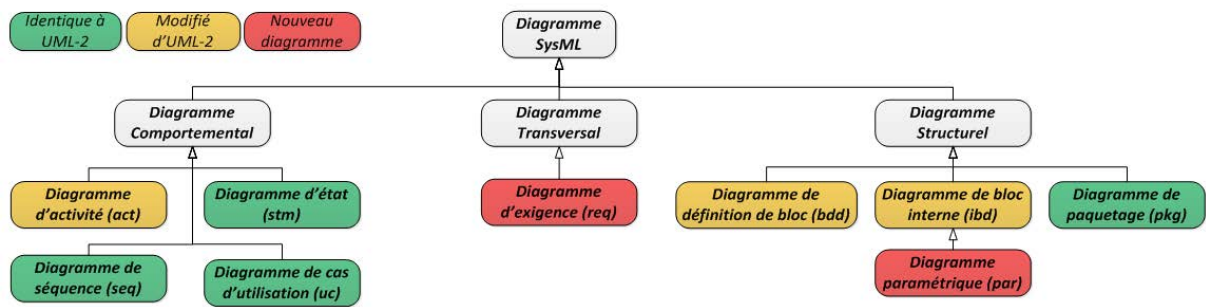 Identique à
UML-2
Modifié
d'UML-2
Nouveau
diagramme
Diagramme
SysML
Diagramme
Comportemental
Diagramme
Transversal
Diagramme
Structurel
Diagramme
d'activité (act)
Diagramme d'état
(stm)
Diagramme
d'exigence (req)
Diagramme de
définition de bloc (bdd)
Diagramme de bloc
interne (ibd)
Diagramme de
paquetage (pkg)
Diagramme de
séquence (seq)
Diagramme de cas
d'utilisation (uc)
Diagramme
paramétrique (par)